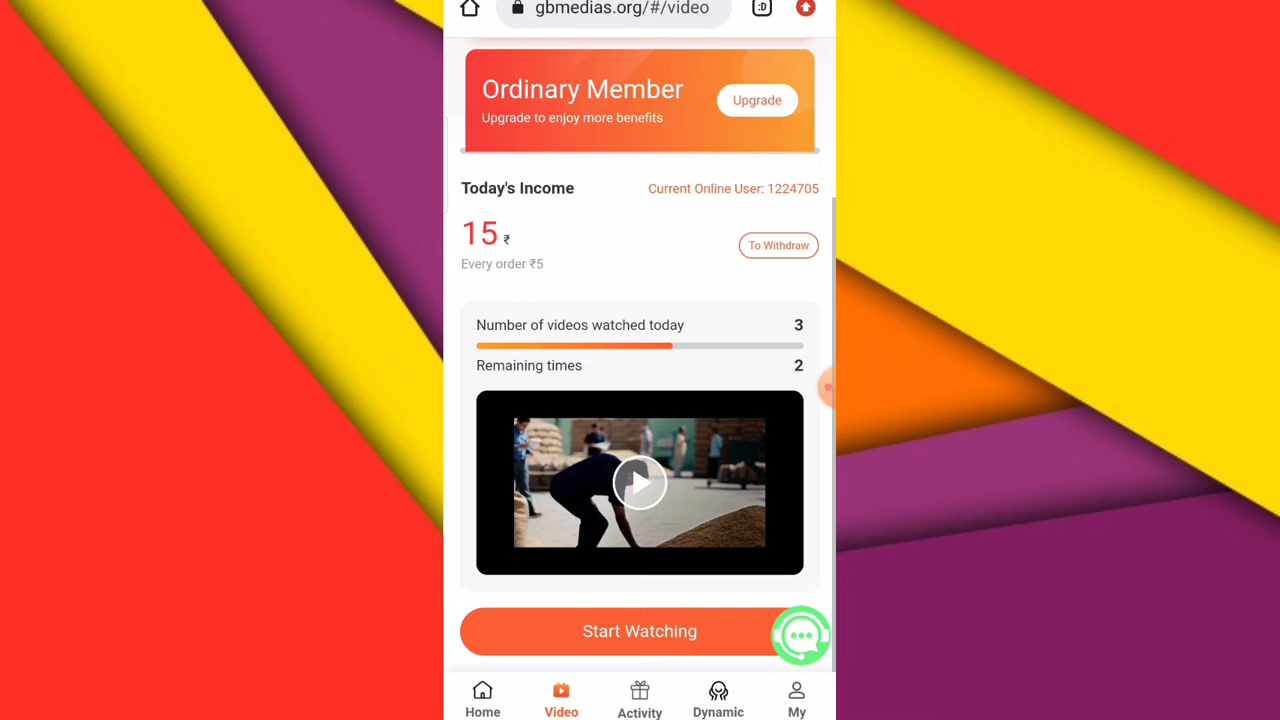 gbmedias.org/#/video
:D
Ordinary Member
Upgrade to enjoy more benefits
Upgrade
Today's Income
Current Online User: 1224705
15 ₹
Every order ₹5
To Withdraw
Number of videos watched today 3
Remaining times 2
Start Watching
Home
Video
Activity
Dynamic
My